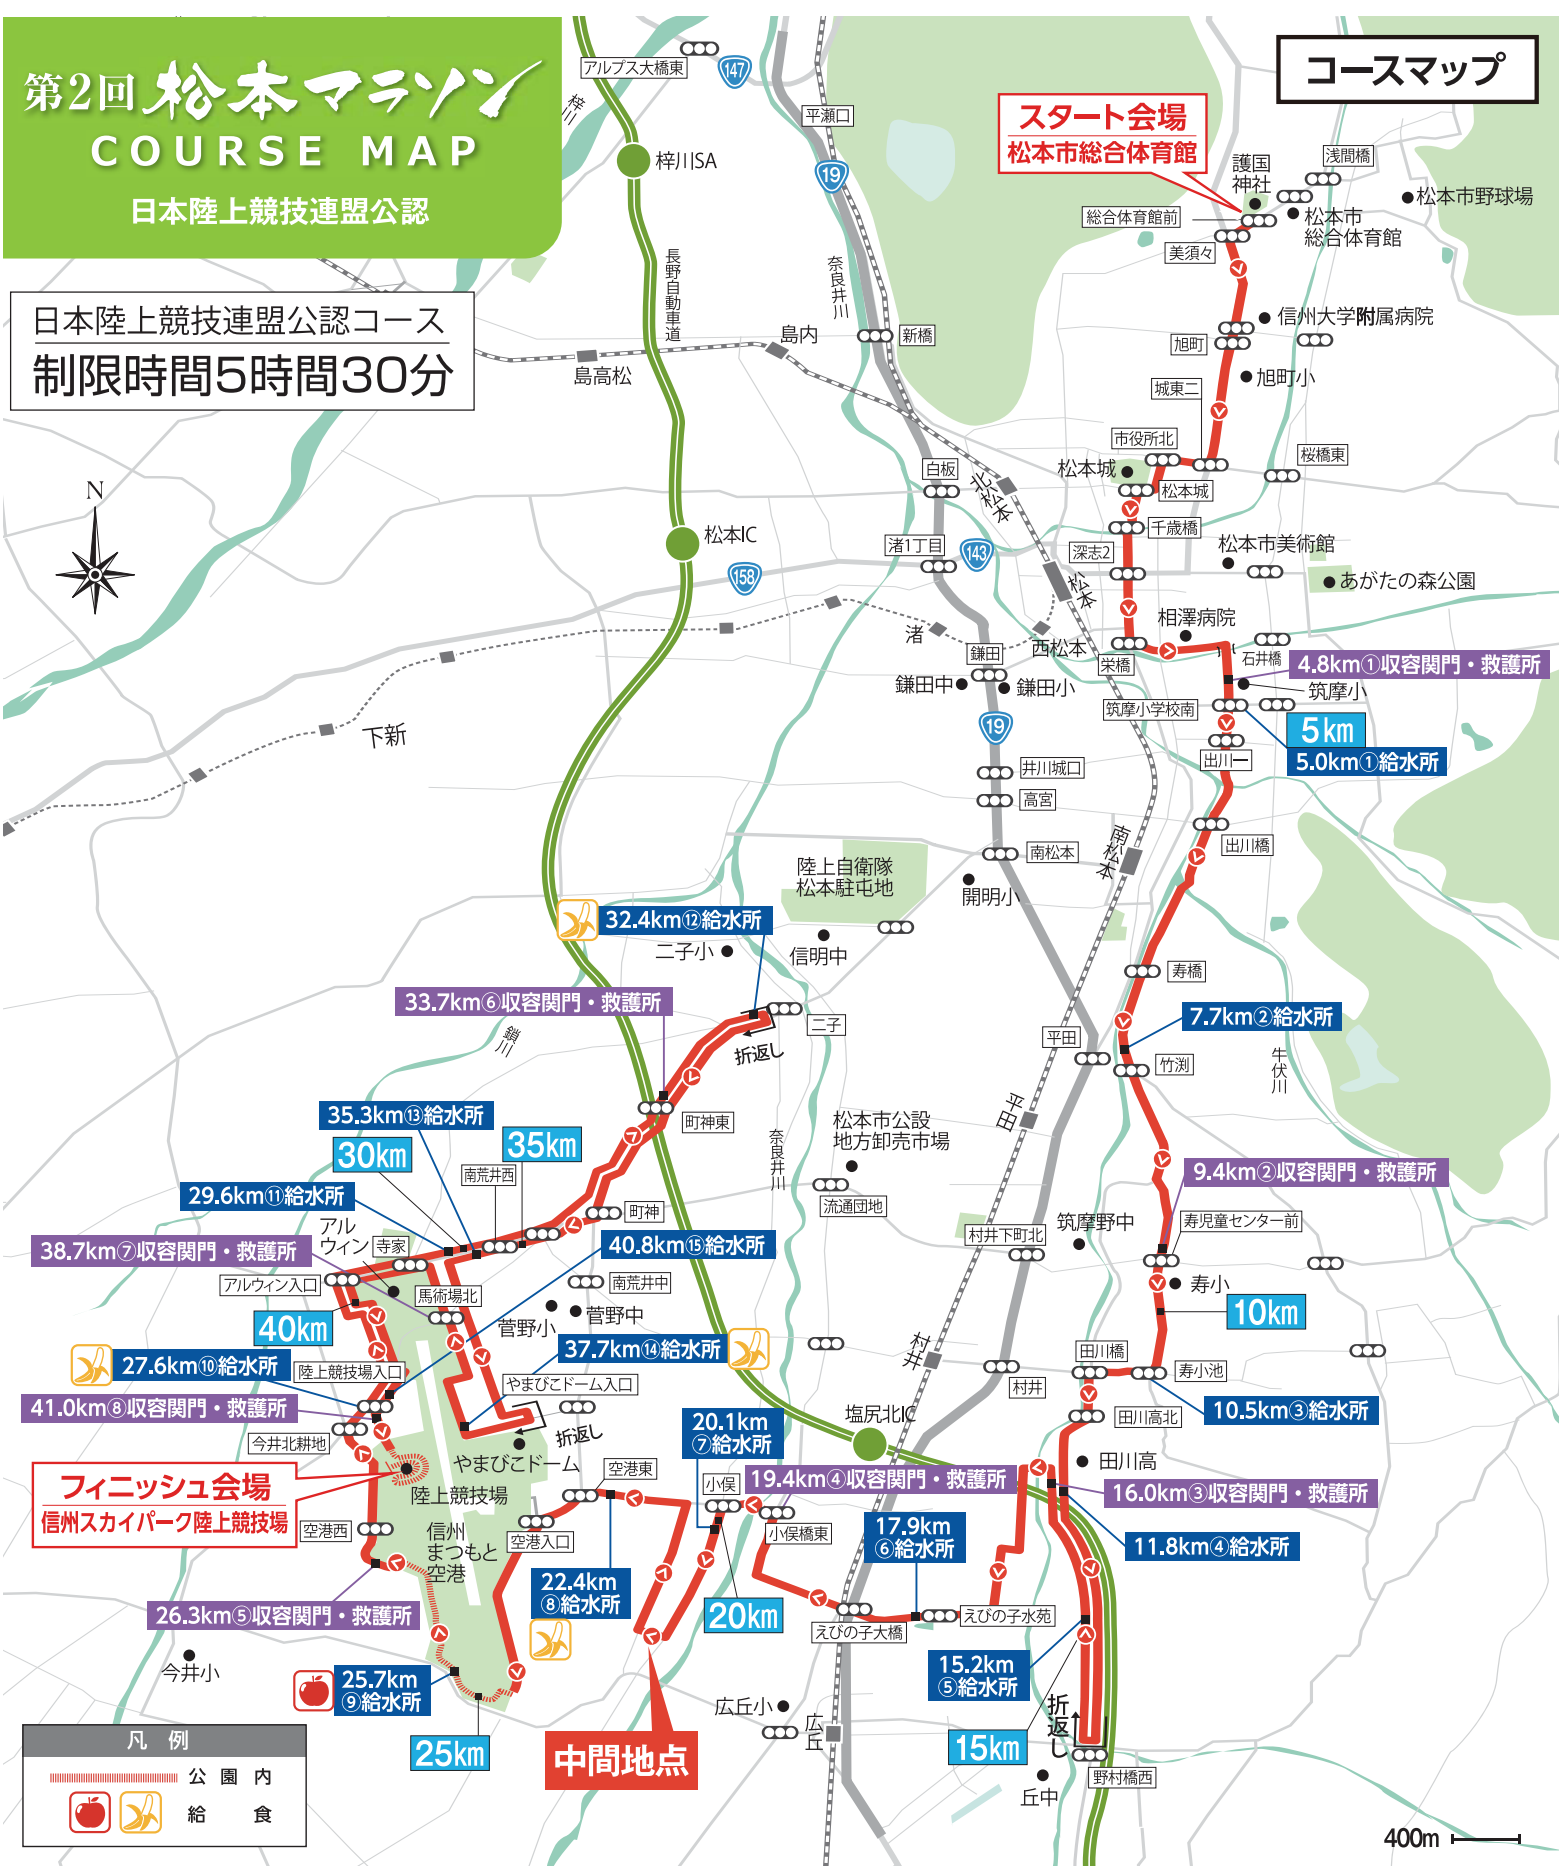 第2回 松本マラソン
COURSE MAP
日本陸上競技連盟公認
コースマップ
日本陸上競技連盟公認コース
制限時間5時間30分
アルプス大橋東
147
梓川
平瀬口
19
梓川SA
長野自動車道
奈良井川
スタート会場
松本市総合体育館
護国
神社
浅間橋
松本市野球場
総合体育館前
松本市
総合体育館
美須々
信州大学附属病院
旭町
旭町小
島内
新橋
島高松
城東二
市役所北
桜橋東
松本城
松本城
白板
北松本
N
千歳橋
松本IC
渚1丁目
143
深志2
松本市美術館
158
松本
あがたの森公園
相澤病院
渚
西松本
鎌田
栄橋
石井橋
4.8km①収容関門・救護所
鎌田中
鎌田小
筑摩小
筑摩小学校南
5km
5.0km①給水所
19
下新
出川一
井川城口
高宮
出川橋
南松本
南松本
陸上自衛隊
松本駐屯地
開明小
32.4km⑫給水所
二子小
信明中
寿橋
33.7km⑥収容関門・救護所
7.7km②給水所
二子
折返し
鎖川
平田
竹渕
牛伏川
平田
35.3km⑬給水所
町神東
松本市公設
地方卸売市場
30km
35km
奈良井川
南荒井西
9.4km②収容関門・救護所
29.6km⑪給水所
町神
流通団地
筑摩野中
寿児童センター前
アル
ウィン
寺家
38.7km⑦収容関門・救護所
40.8km⑮給水所
村井下町北
アルウィン入口
馬術場北
南荒井中
寿小
40km
菅野小
菅野中
10km
27.6km⑩給水所
陸上競技場入口
37.7km⑭給水所
村井
田川橋
寿小池
やまびこドーム入口
村井
41.0km⑧収容関門・救護所
10.5km③給水所
20.1km
⑦給水所
塩尻北IC
田川高北
今井北耕地
折返し
やまびこドーム
田川高
フィニッシュ会場
信州スカイパーク陸上競技場
空港東
小俣
19.4km④収容関門・救護所
16.0km③収容関門・救護所
陸上競技場
空港西
信州
まつもと
空港
空港入口
小俣橋東
17.9km
⑥給水所
11.8km④給水所
22.4km
⑧給水所
20km
26.3km⑤収容関門・救護所
えびの子大橋
えびの子水苑
今井小
25.7km
⑨給水所
15.2km
⑤給水所
広丘小
広丘
折返し
25km
中間地点
15km
野村橋西
丘中
凡例
公園内
給食
400m